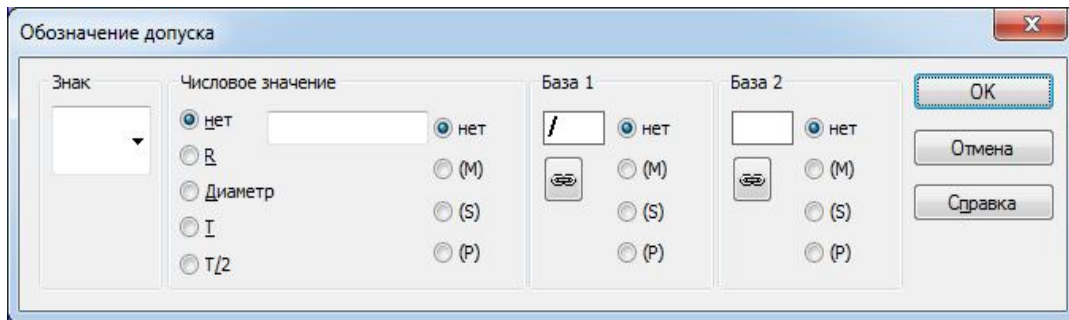 Обозначение допуска
Знак
Числовое значение
нет
R
Диаметр
T
T/2
нет
(M)
(S)
(P)
База 1
/
нет
(M)
(S)
(P)
База 2
нет
(M)
(S)
(P)
OK
Отмена
Справка